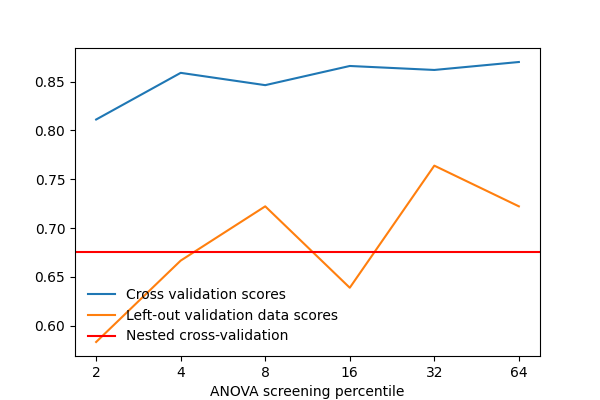 0.85
0.80
0.75
0.70
0.65
0.60
Cross validation scores
Left-out validation data scores
Nested cross-validation
2 4 8 16 32 64
ANOVA screening percentile